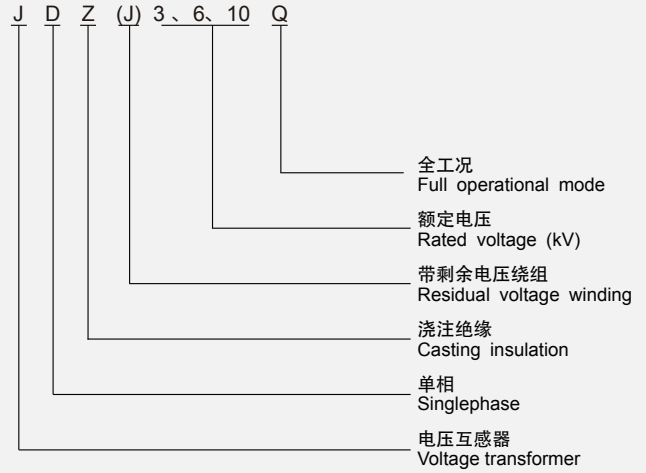 J D Z (J) 3、6、10 Q
全工况
Full operational mode
额定电压
Rated voltage (kV)
带剩余电压绕组
Residual voltage winding
浇注绝缘
Casting insulation
单相
Singlephase
电压互感器
Voltage transformer